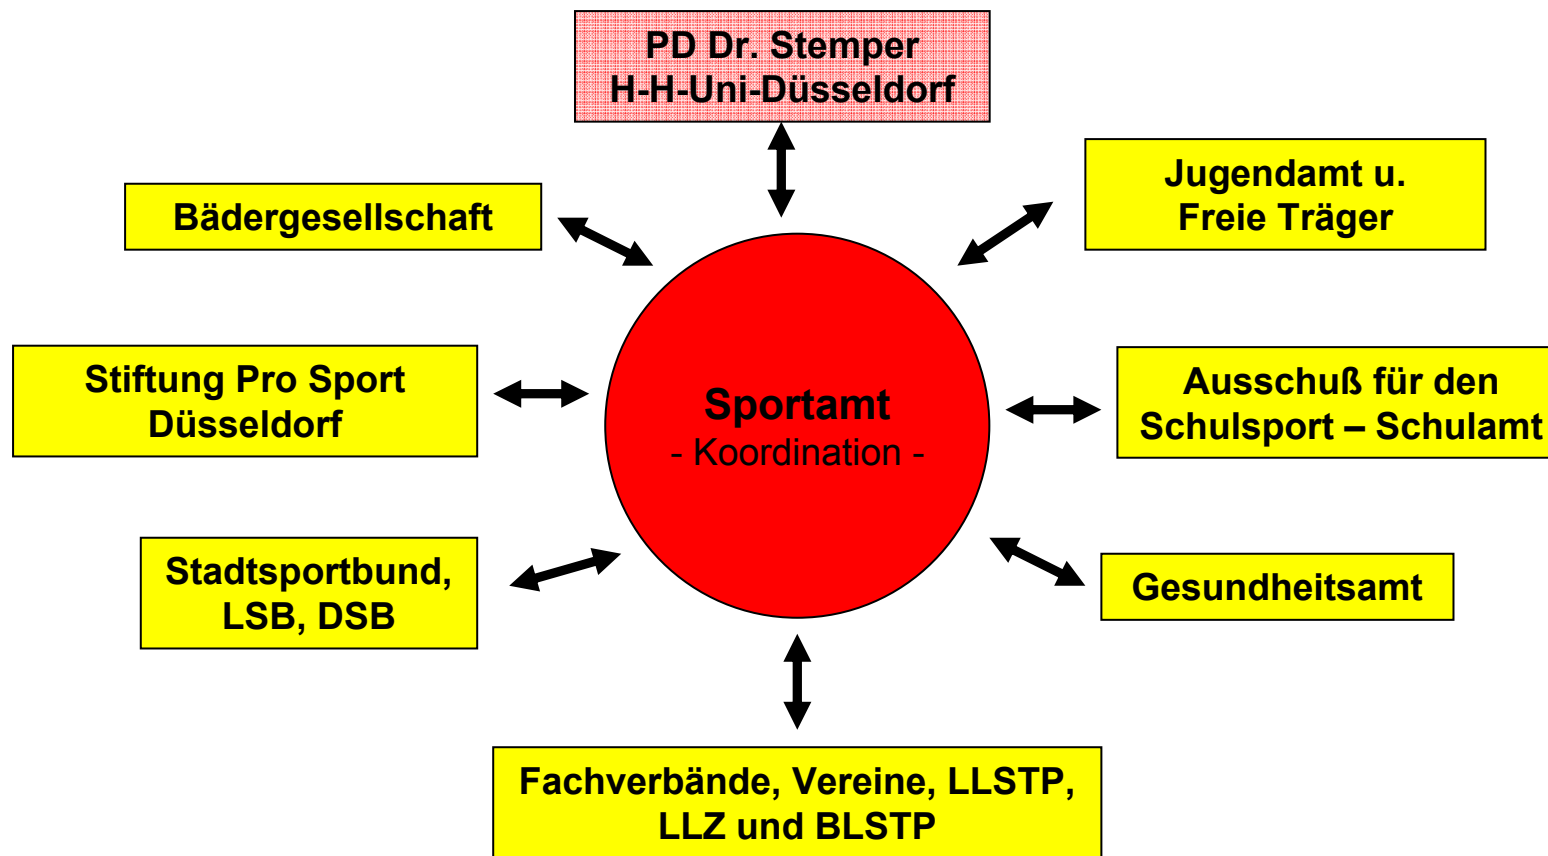 PD Dr. Stemper
H-H-Uni-Düsseldorf
Jugendamt u.
Freie Träger
Bädergesellschaft
Stiftung Pro Sport
Düsseldorf
Sportamt
- Koordination -
Ausschuß für den
Schulsport – Schulamt
Stadtsportbund,
LSB, DSB
Gesundheitsamt
Fachverbände, Vereine, LLSTP,
LLZ und BLSTP